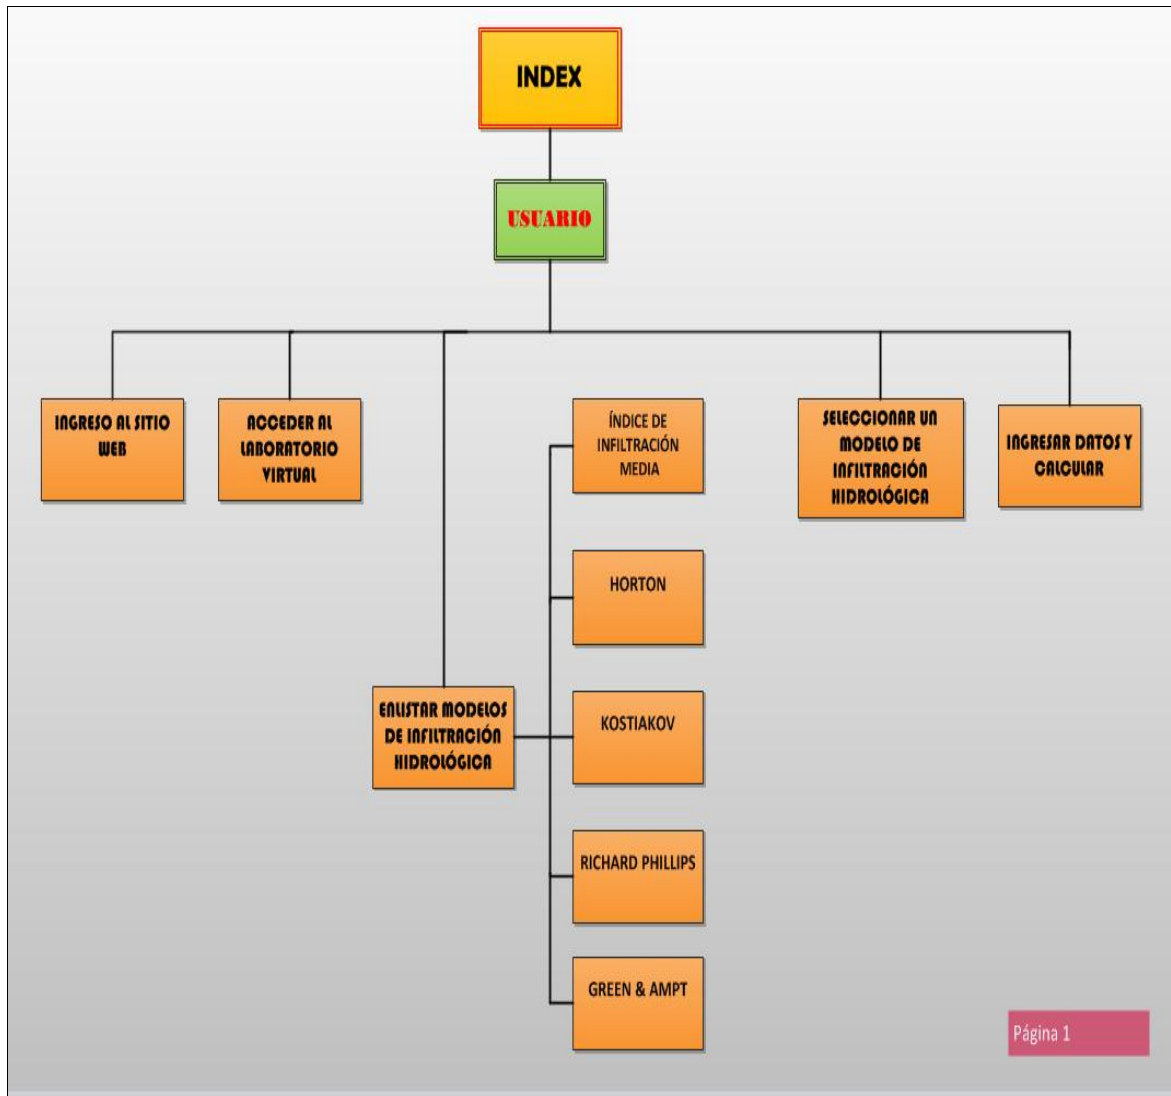 INDEX
USUARIO
INGRESO AL SITIO
WEB
ACCEDER AL
LABORATORIO
VIRTUAL
ENLISTAR MODELOS
DE INFILTRACIÓN
HIDROLÓGICA
ÍNDICE DE
INFILTRACIÓN
MEDIA
HORTON
KOSTIAKOV
RICHARD PHILLIPS
GREEN & AMPT
SELECCIONAR UN
MODELO DE
INFILTRACIÓN
HIDROLÓGICA
INGRESAR DATOS Y
CALCULAR
Página 1